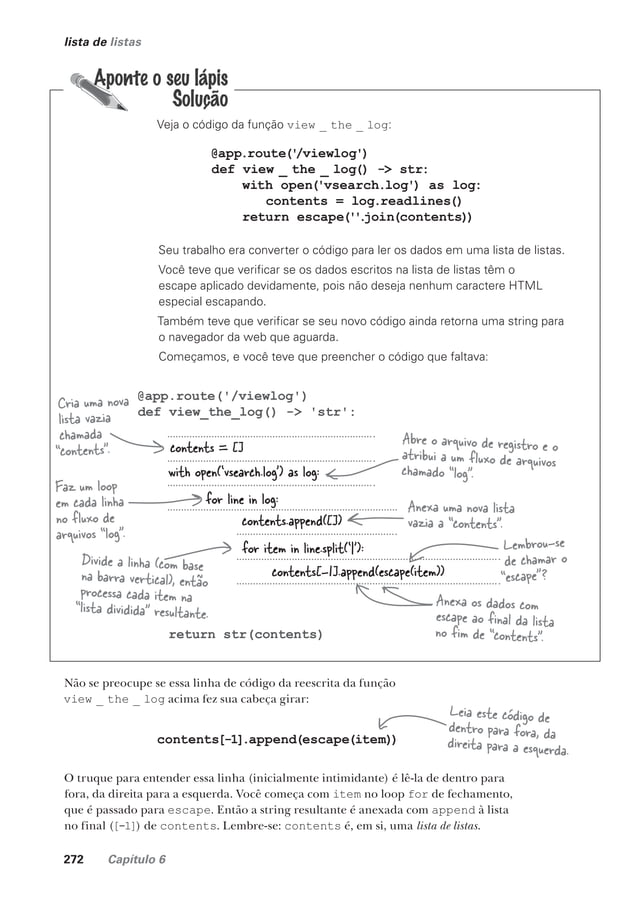 lista de listas
Aponte o seu lápis
Solução
Veja o código da função view _ the _ log:
@app.route('/viewlog')
def view _ the _ log() -> str:
with open('vsearch.log') as log:
contents = log.readlines()
return escape(''.join(contents))
Seu trabalho era converter o código para ler os dados em uma lista de listas.
Você teve que verificar se os dados escritos na lista de listas têm o
escape aplicado devidamente, pois não deseja nenhum caractere HTML
especial escapando.
Também teve que verificar se seu novo código ainda retorna uma string para
o navegador da web que aguarda.
Começamos, e você teve que preencher o código que faltava:
@app.route('/viewlog')
def view_the_log() -> 'str':
Cria uma nova
lista vazia
chamada
"contents".
contents = []
with open('vsearch.log') as log:
Abre o arquivo de registro e o
atribui a um fluxo de arquivos
chamado "log".
Faz um loop
em cada linha
no fluxo de
arquivos "log".
for line in log:
contents.append([])
Anexa uma nova lista
vazia a "contents".
for item in line.split('|'):
Lembrou-se
de chamar o
"escape"?
Divide a linha (com base
na barra vertical), então
processa cada item na
"lista dividida" resultante.
contents[-1].append(escape(item))
Anexa os dados com
escape ao final da lista
no fim de "contents".
return str(contents)
Não se preocupe se essa linha de código da reescrita da função
view _ the _ log acima fez sua cabeça girar:
contents[-1].append(escape(item))
Leia este código de
dentro para fora, da
direita para a esquerda.
O truque para entender essa linha (inicialmente intimidante) é lê-la de dentro para
fora, da direita para a esquerda. Você começa com item no loop for de fechamento,
que é passado para escape. Então a string resultante é anexada com append à lista
no final ([-1]) de contents. Lembre-se: contents é, em si, uma lista de listas.
272 Capítulo 6